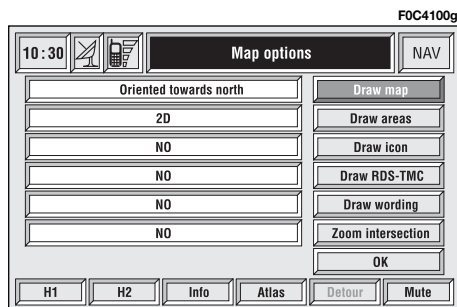 F0C4100g
10:30 Map options NAV
Oriented towards north Draw map
2D Draw areas
NO Draw icon
NO Draw RDS-TMC
NO Draw wording
NO Zoom intersection
OK
H1 H2 Info Atlas Detour Mute